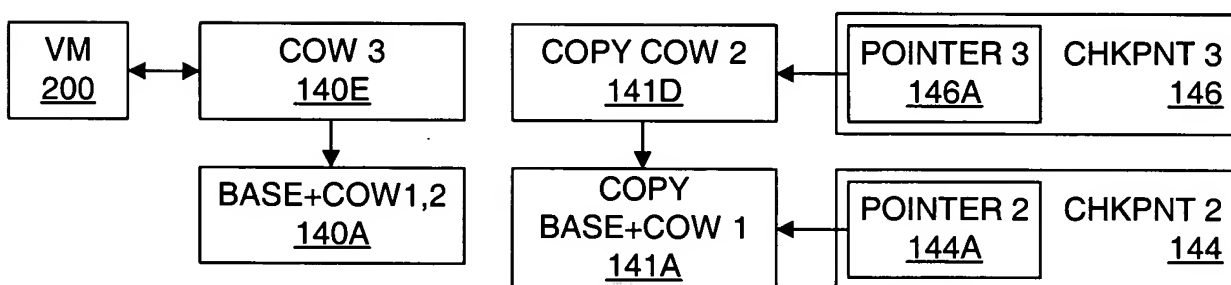 VM
200
COW 3
140E
COPY COW 2
141D
POINTER 3
146A
CHKPNT 3
146
BASE+COW1,2
140A
COPY
BASE+COW 1
141A
POINTER 2
144A
CHKPNT 2
144